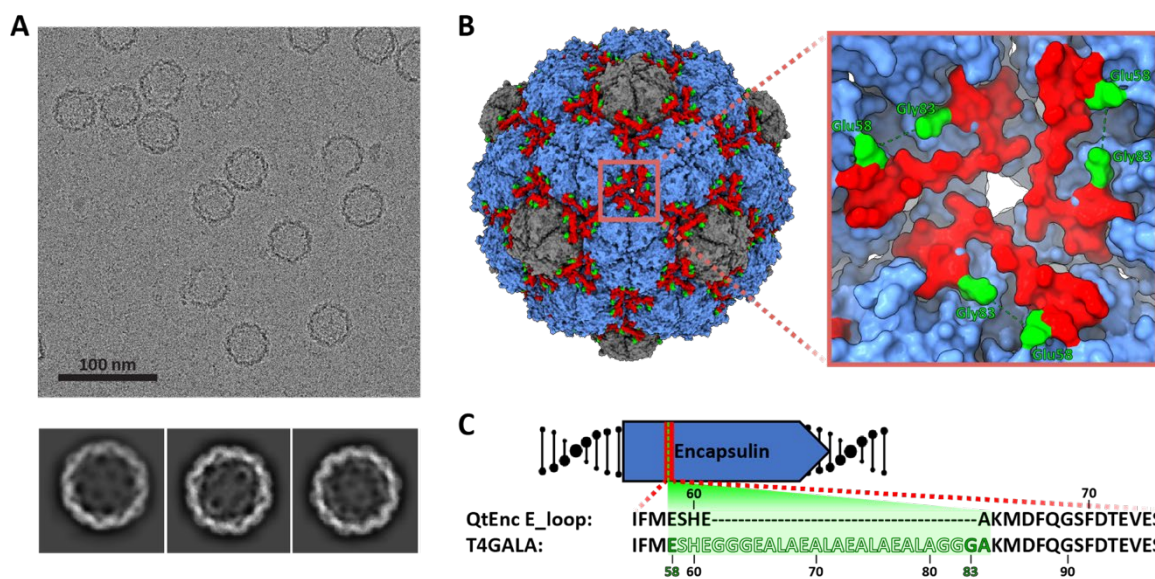 A
100 nm
B
Glu58
Gly83
Glu58
Gly83
Gly83
Glu58
C
Encapsulin
60 70
QtEnc E_loop: IFMESHE-----------------------AKMDFQGSFDTEVES
T4GALA: IFMESHEGGGEALAEALAEALAEALAGGGAKMDFQGSFDTEVES
58 60 70 80 83 90